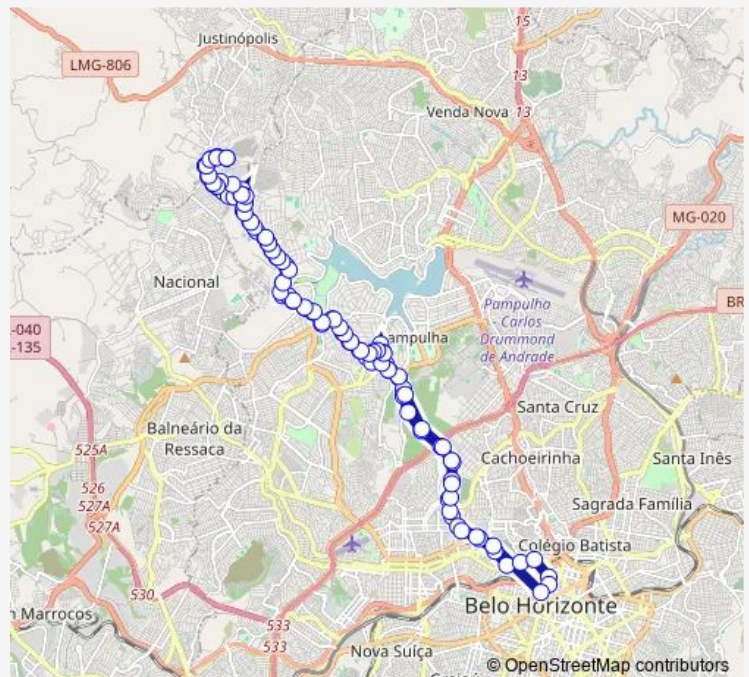 Justinópolis
LMG-806
15
13
Venda Nova
13
MG-020
Nacional
BR
-040
-135
Pampulha
- Carlos
Drummond
de Andrade
ampulha
Santa Cruz
Balneário da
Ressaca
525A
Cachoeirinha
Santa Inês
526
527A
527A
Sagrada Família
Colégio Batista
530
Belo Horizonte
n Marrocos
533
533
Nova Suíça
© OpenStreetMap contributors